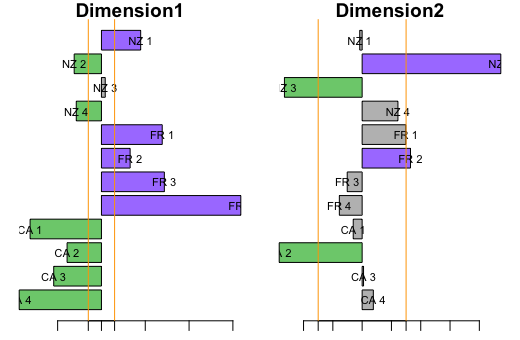 Dimension1
NZ 1
NZ 2
NZ 3
NZ 4
FR 1
FR 2
FR 3
FR
CA 1
CA 2
CA 3
4
Dimension2
NZ 1
NZ
Z 3
NZ 4
FR 1
FR 2
FR 3
FR 4
CA 1
A 2
CA 3
CA 4